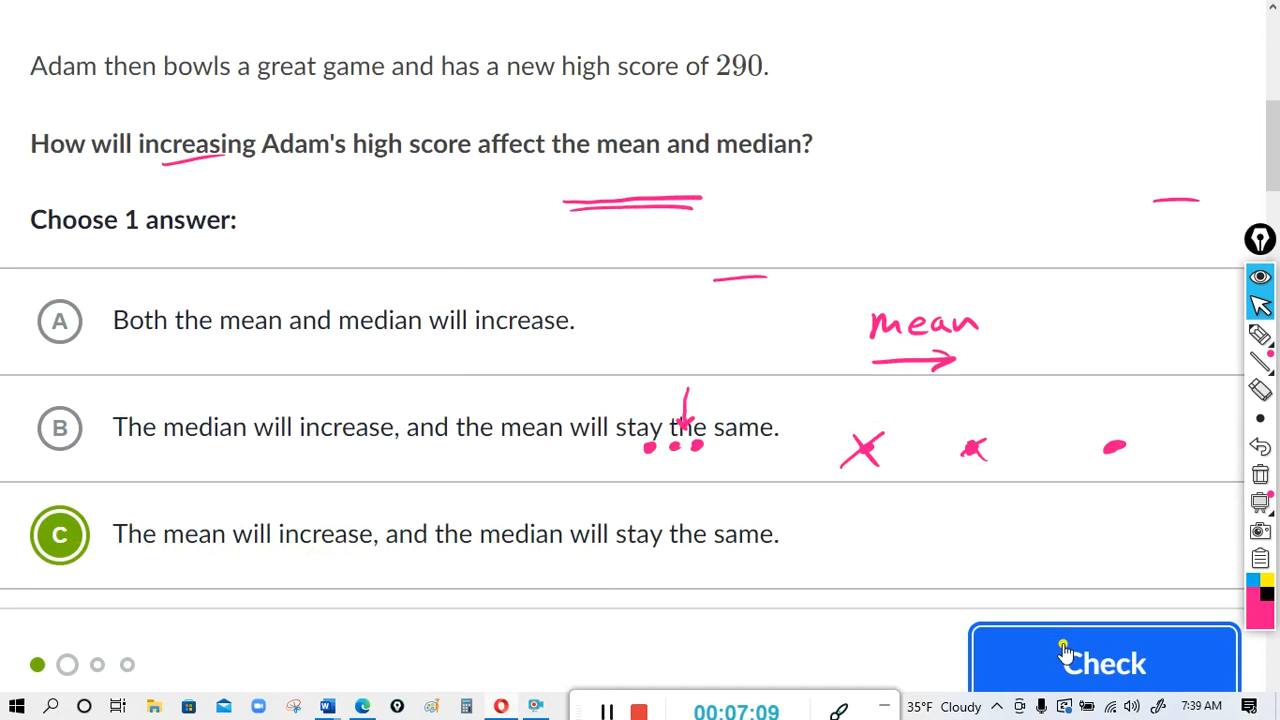 Adam then bowls a great game and has a new high score of 290.
How will increasing Adam's high score affect the mean and median?
Choose 1 answer:
A Both the mean and median will increase.
mean
B The median will increase, and the mean will stay the same.
C The mean will increase, and the median will stay the same.
Check
00:07:09
35°F Cloudy
7:39 AM